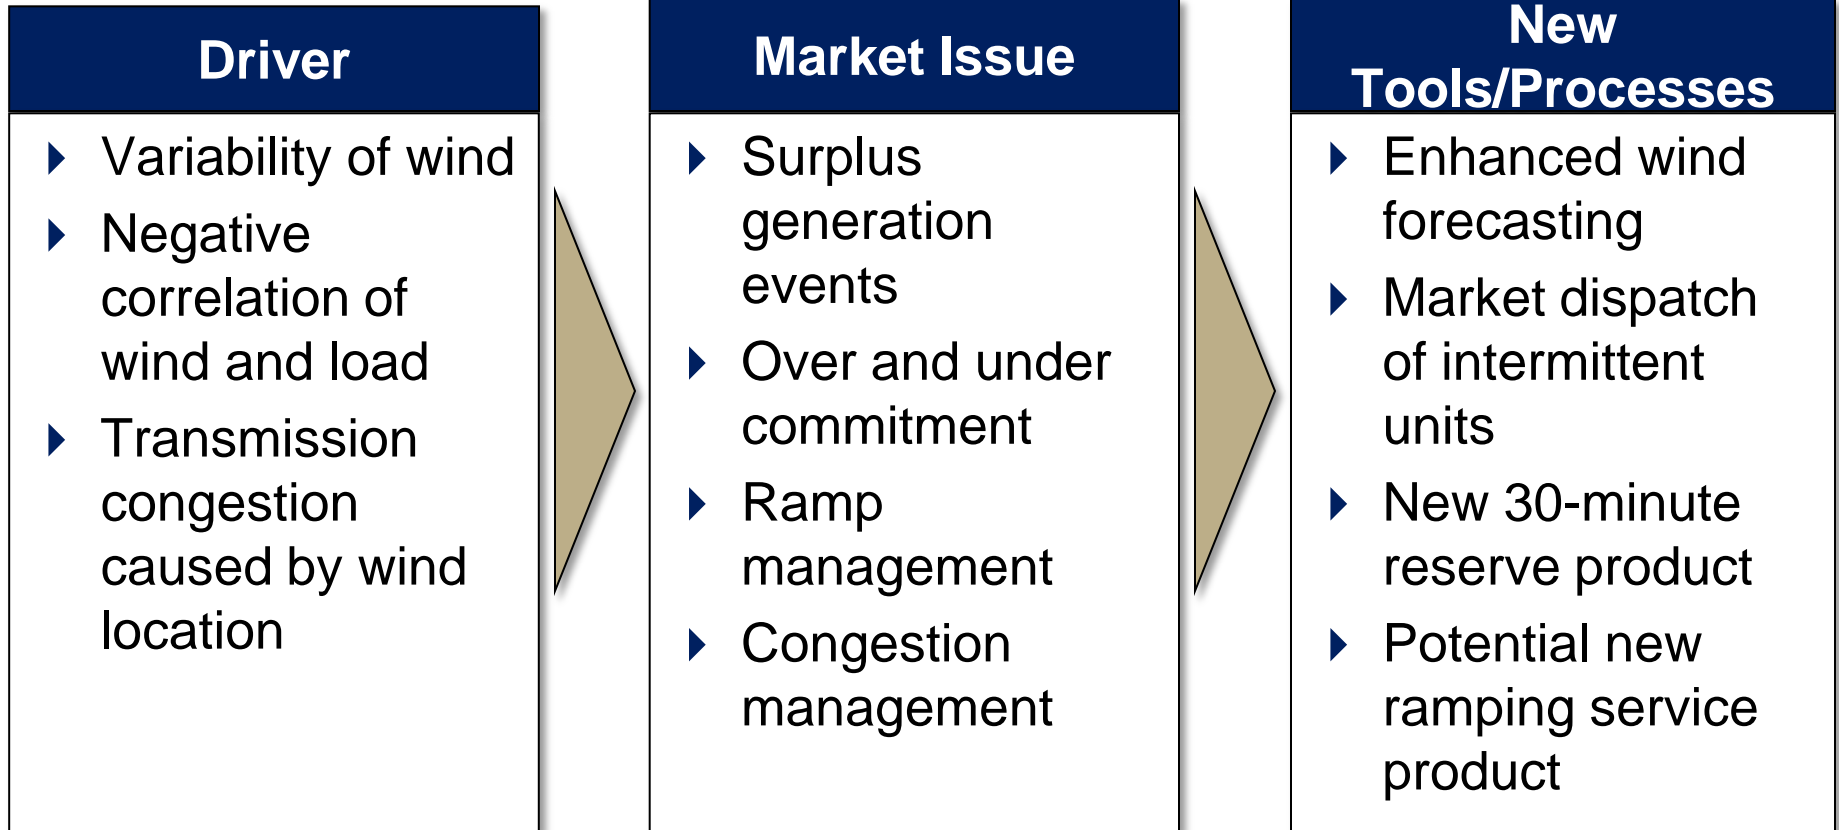 Driver
Variability of wind
Negative
correlation of
wind and load
Transmission
congestion
caused by wind
location
Market Issue
Surplus
generation
events
Over and under
commitment
Ramp
management
Congestion
management
New
Tools/Processes
Enhanced wind
forecasting
Market dispatch
of intermittent
units
New 30-minute
reserve product
Potential new
ramping service
product